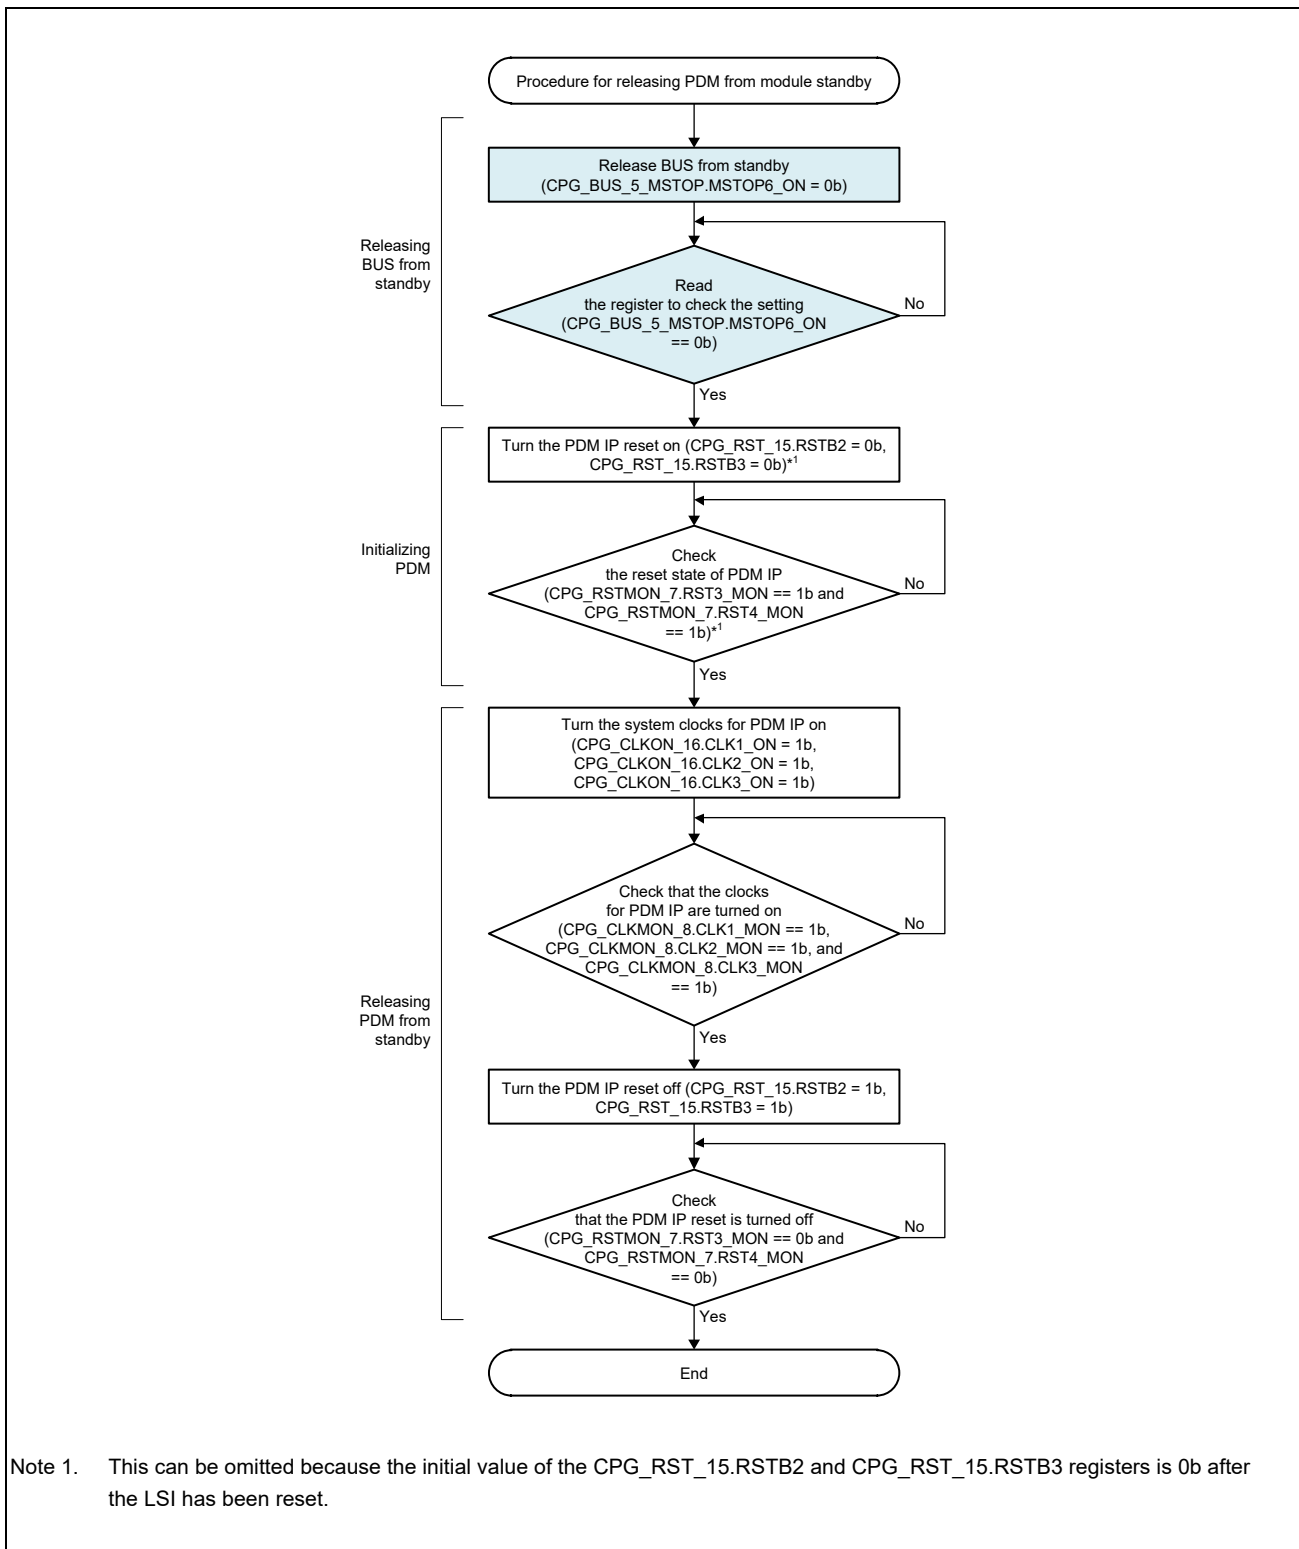 Procedure for releasing PDM from module standby
Release BUS from standby
(CPG_BUS_5_MSTOP.MSTOP6_ON = 0b)
Releasing
BUS from
standby
Read
the register to check the setting
(CPG_BUS_5_MSTOP.MSTOP6_ON
== 0b)
No
Yes
Turn the PDM IP reset on (CPG_RST_15.RSTB2 = 0b,
CPG_RST_15.RSTB3 = 0b)*1
Initializing
PDM
Check
the reset state of PDM IP
(CPG_RSTMON_7.RST3_MON == 1b and
CPG_RSTMON_7.RST4_MON
== 1b)*1
No
Yes
Turn the system clocks for PDM IP on
(CPG_CLKON_16.CLK1_ON = 1b,
CPG_CLKON_16.CLK2_ON = 1b,
CPG_CLKON_16.CLK3_ON = 1b)
Releasing
PDM from
standby
Check that the clocks
for PDM IP are turned on
(CPG_CLKMON_8.CLK1_MON == 1b,
CPG_CLKMON_8.CLK2_MON == 1b, and
CPG_CLKMON_8.CLK3_MON
== 1b)
No
Yes
Turn the PDM IP reset off (CPG_RST_15.RSTB2 = 1b,
CPG_RST_15.RSTB3 = 1b)
Check
that the PDM IP reset is turned off
(CPG_RSTMON_7.RST3_MON == 0b and
CPG_RSTMON_7.RST4_MON
== 0b)
No
Yes
End
Note 1. This can be omitted because the initial value of the CPG_RST_15.RSTB2 and CPG_RST_15.RSTB3 registers is 0b after
the LSI has been reset.